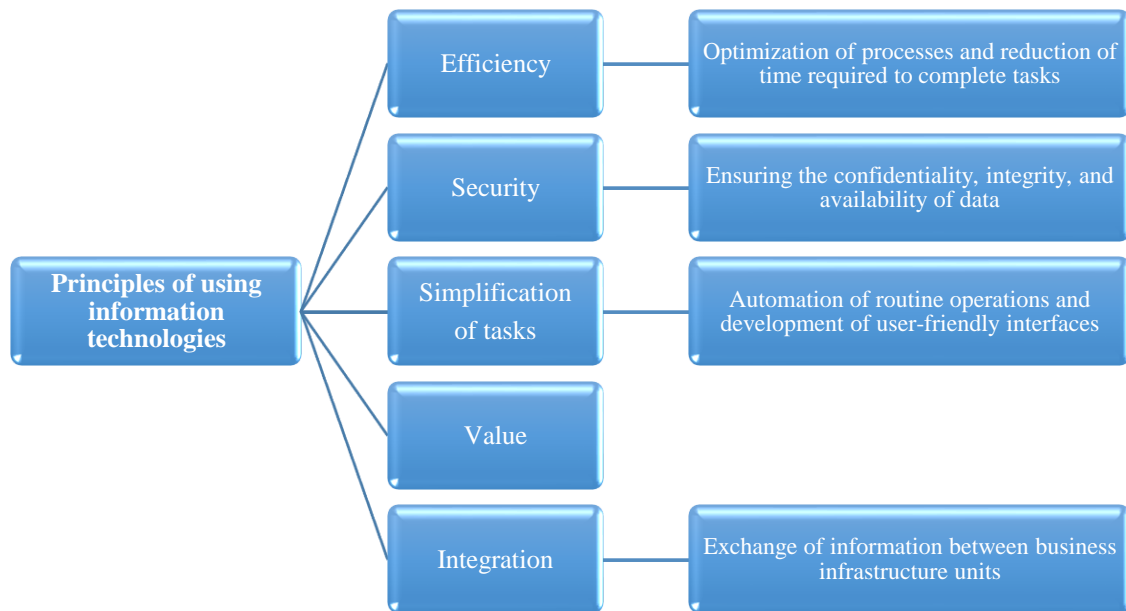 Principles of using
information
technologies
Efficiency
Optimization of processes and reduction of
time required to complete tasks
Security
Ensuring the confidentiality, integrity, and
availability of data
Simplification
of tasks
Automation of routine operations and
development of user-friendly interfaces
Value
Integration
Exchange of information between business
infrastructure units